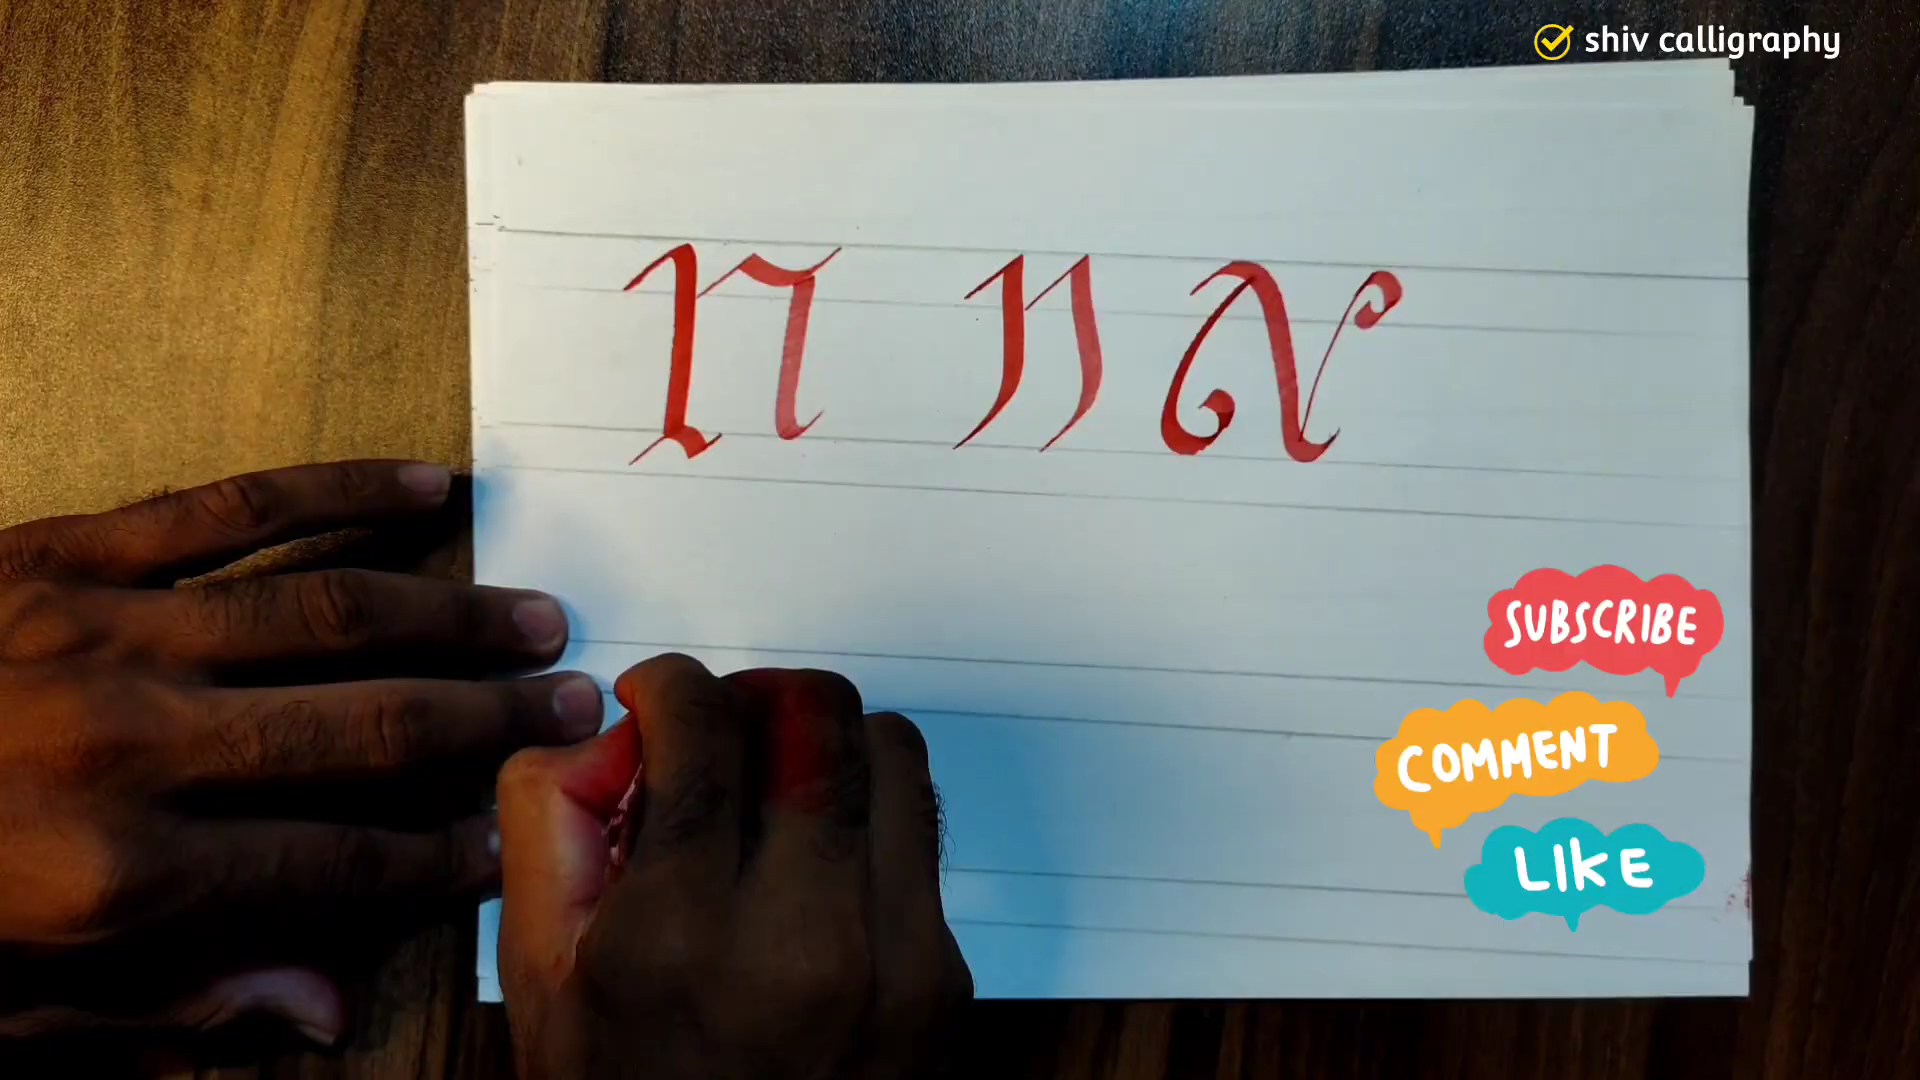 shiv calligraphy
n n N
SUBSCRIBE
COMMENT
LIKE